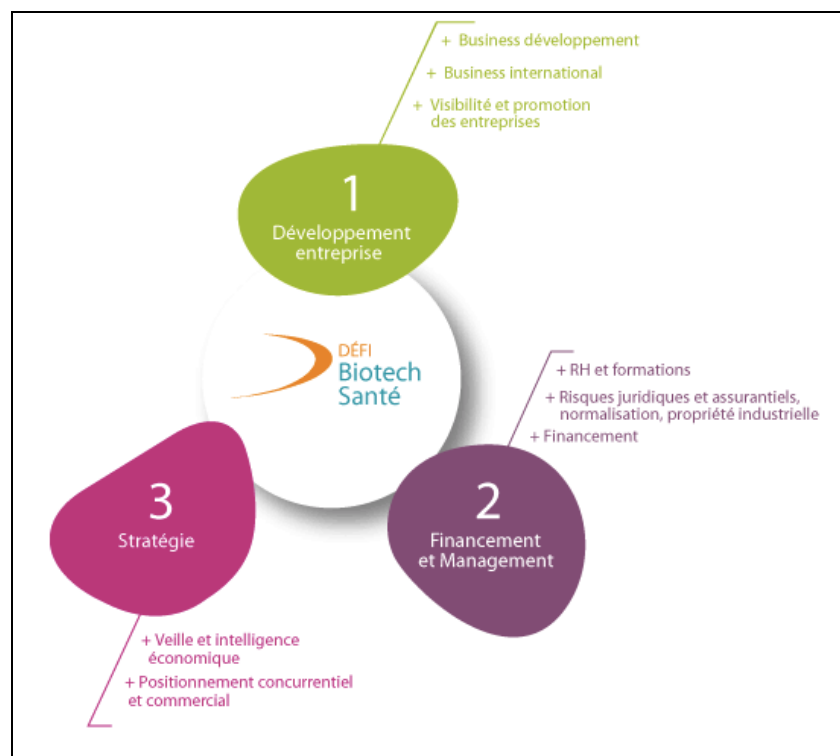 + Business développement
+ Business international
+ Visibilité et promotion
des entreprises
1
Développement
entreprise
DÉFI
Biotech
Santé
+ RH et formations
+ Risques juridiques et assurantiels,
normalisation, propriété industrielle
+ Financement
2
Financement
et Management
3
Stratégie
+ Veille et intelligence
économique
+ Positionnement concurrentiel
et commercial